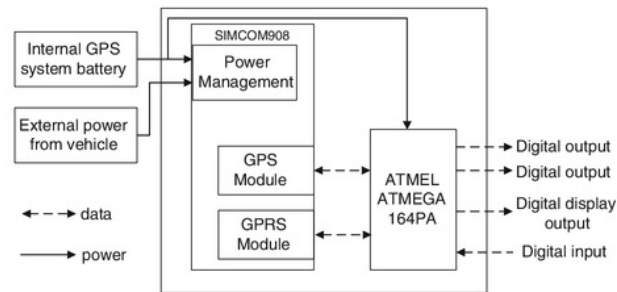 Internal GPS
system battery
External power
from vehicle
data
power
SIMCOM908
Power
Management
GPS
Module
GPRS
Module
ATMEL
ATMEGA
164PA
Digital output
Digital output
Digital display
output
Digital input